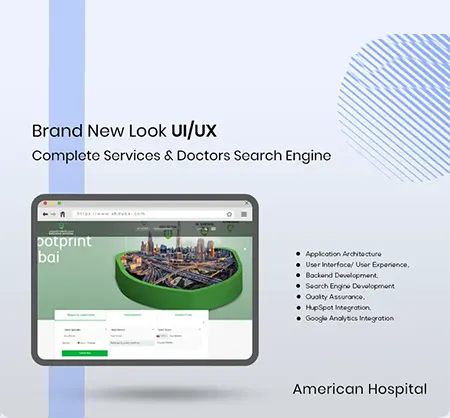 Brand New Look UI/UX
Complete Services & Doctors Search Engine
https://www.ahdubai.com
ootprint
bai
Application Architecture
User Interface/ User Experience,
Backend Development,
Search Engine Development
Quality Assurance,
HupSpot Integration,
Google Analytics Integration
American Hospital